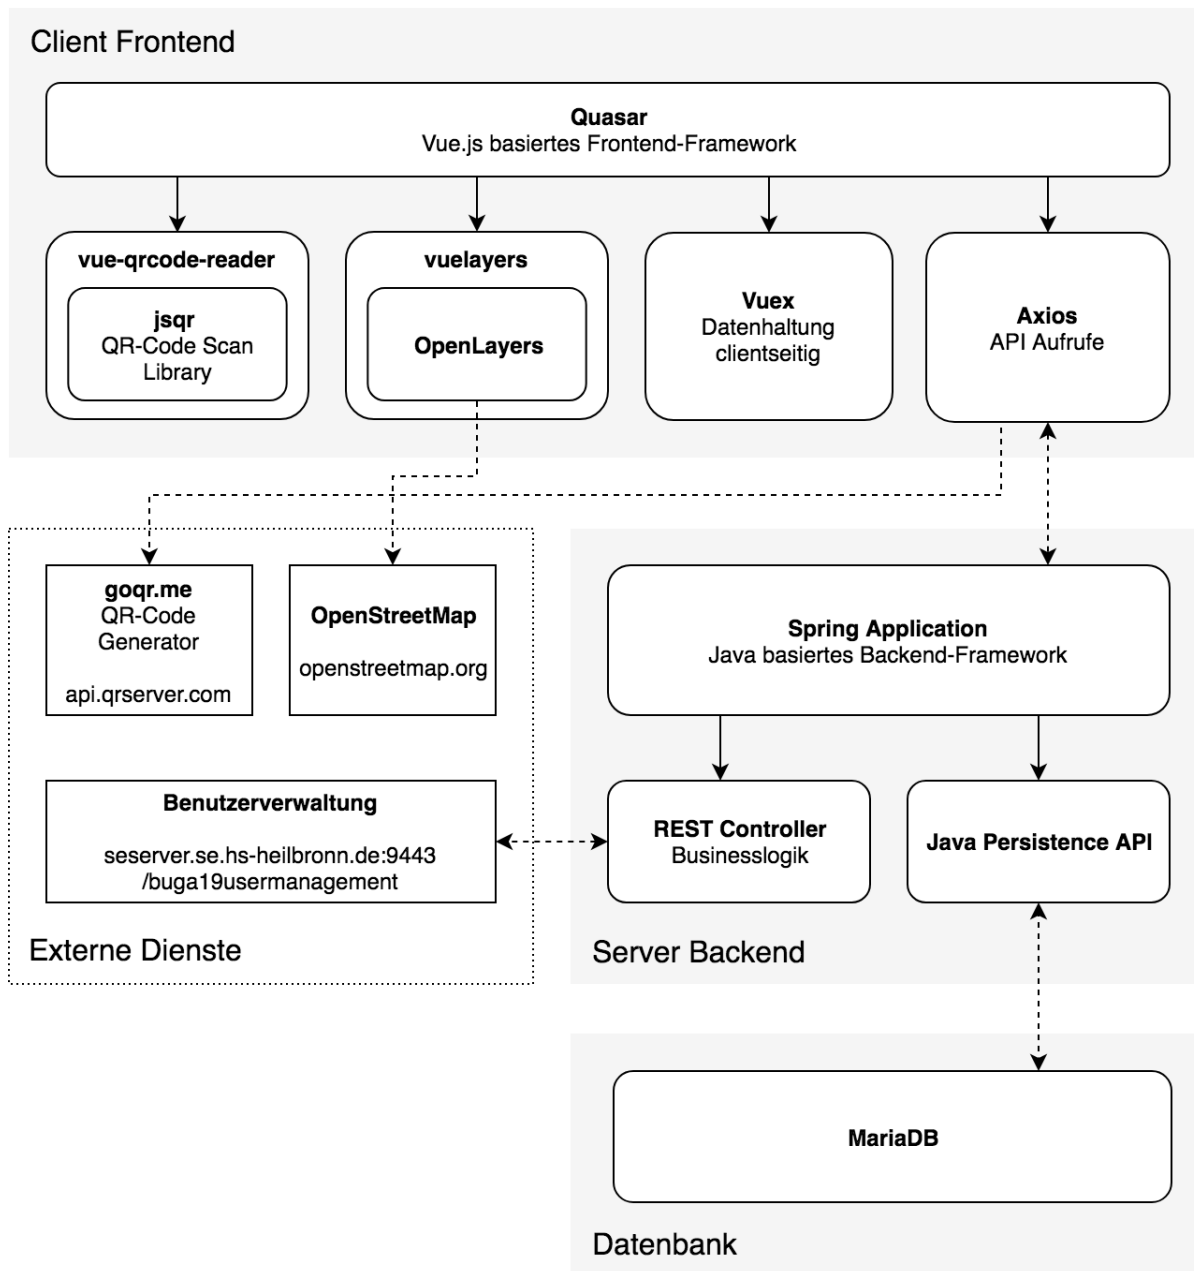 Client Frontend
Quasar
Vue.js basiertes Frontend-Framework
vue-qrcode-reader
jsqr
QR-Code Scan
Library
vuelayers
OpenLayers
Vuex
Datenhaltung
clientseitig
Axios
API Aufrufe
goqr.me
QR-Code
Generator
api.qrserver.com
OpenStreetMap
openstreetmap.org
Benutzerverwaltung
seserver.se.hs-heilbronn.de:9443
/buga19usermanagement
Externe Dienste
Spring Application
Java basiertes Backend-Framework
REST Controller
Businesslogik
Java Persistence API
Server Backend
MariaDB
Datenbank